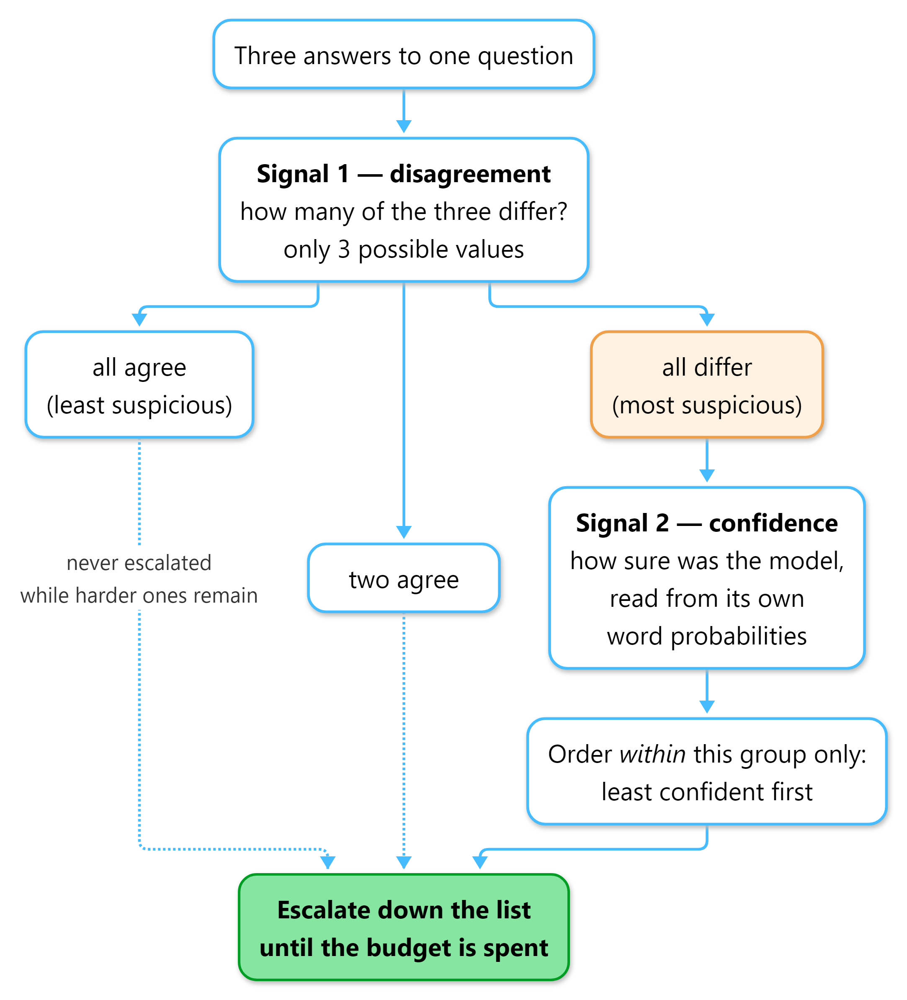 Three answers to one question
Signal 1 — disagreement
how many of the three differ?
only 3 possible values
all agree
(least suspicious)
all differ
(most suspicious)
Signal 2 — confidence
how sure was the model,
read from its own
word probabilities
never escalated
while harder ones remain
two agree
Order within this group only:
least confident first
Escalate down the list
until the budget is spent